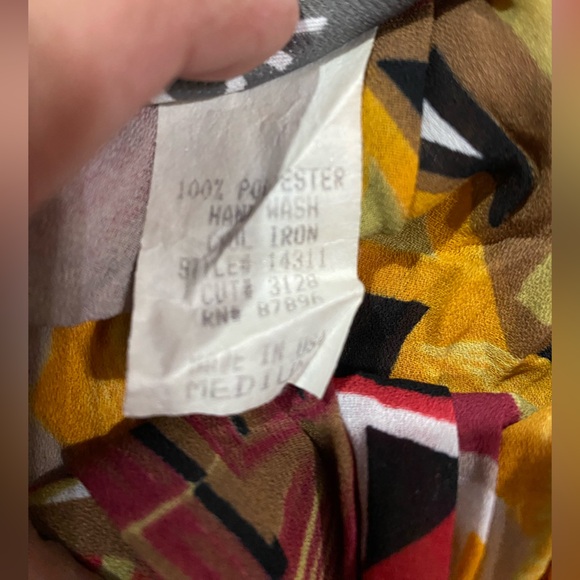 100% POLYESTER
HAND WASH
COOL IRON
STYLE# 14311
CUT# 3128
RN# 87896
MADE IN USA
MEDIUM